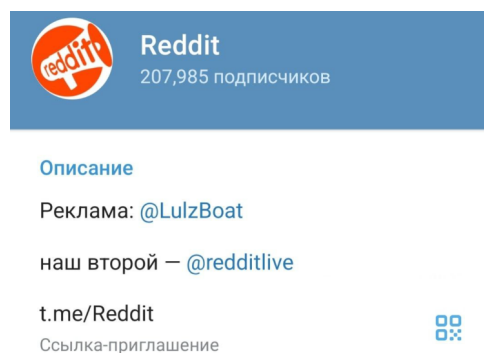 reddit
Reddit
207,985 подписчиков
Описание
Реклама: @LulzBoat
наш второй — @redditlive
t.me/Reddit
Ссылка-приглашение